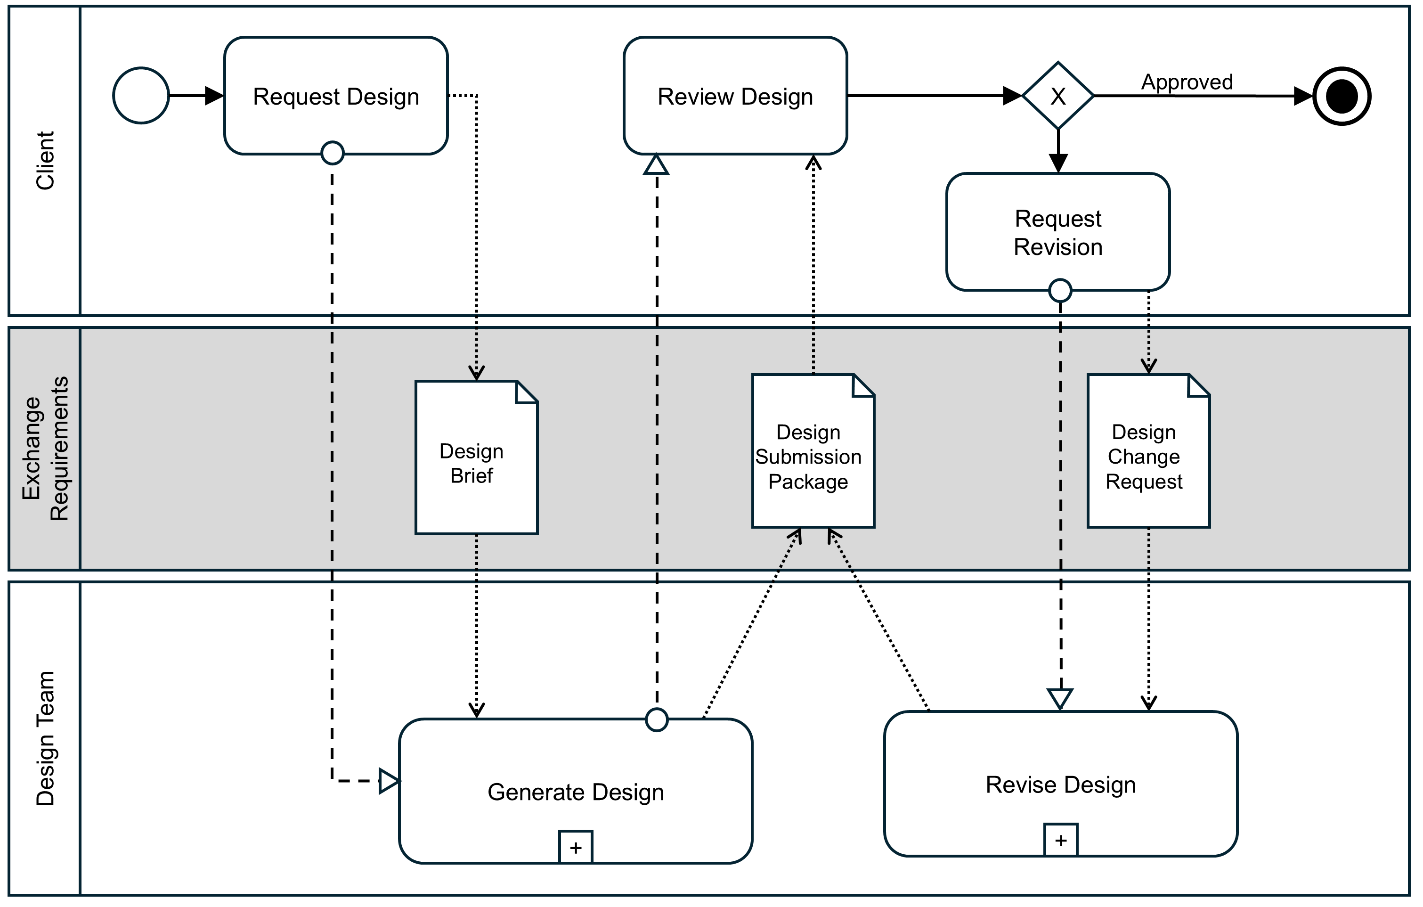 Client
Request Design
Review Design
X
Approved
Request
Revision
Exchange
Requirements
Design
Brief
Design
Submission
Package
Design
Change
Request
Design Team
Generate Design
+
Revise Design
+